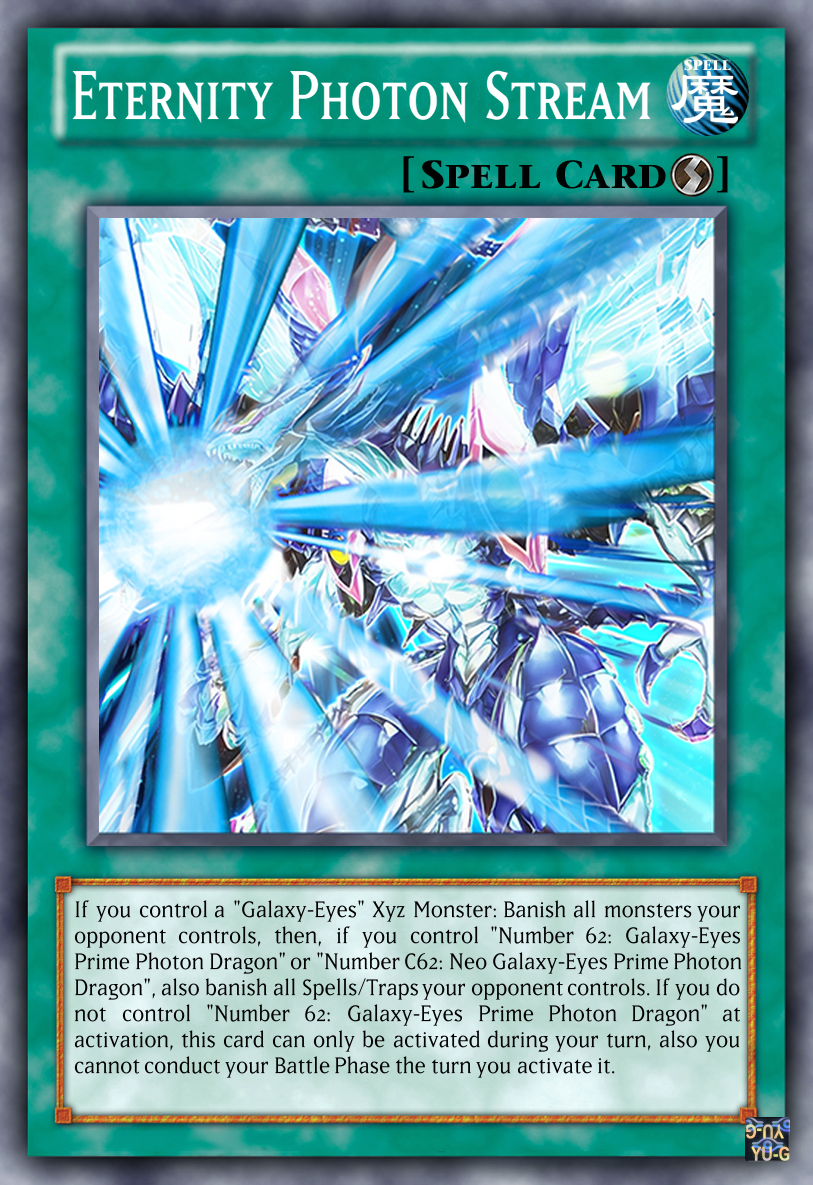 Eternity Photon Stream
SPELL
魔
[Spell Card]
If you control a "Galaxy-Eyes" Xyz Monster: Banish all monsters your
opponent controls, then, if you control "Number 62: Galaxy-Eyes
Prime Photon Dragon" or "Number C62: Neo Galaxy-Eyes Prime Photon
Dragon", also banish all Spells/Traps your opponent controls. If you do
not control "Number 62: Galaxy-Eyes Prime Photon Dragon" at
activation, this card can only be activated during your turn, also you
cannot conduct your Battle Phase the turn you activate it.
YU-G
YU-G